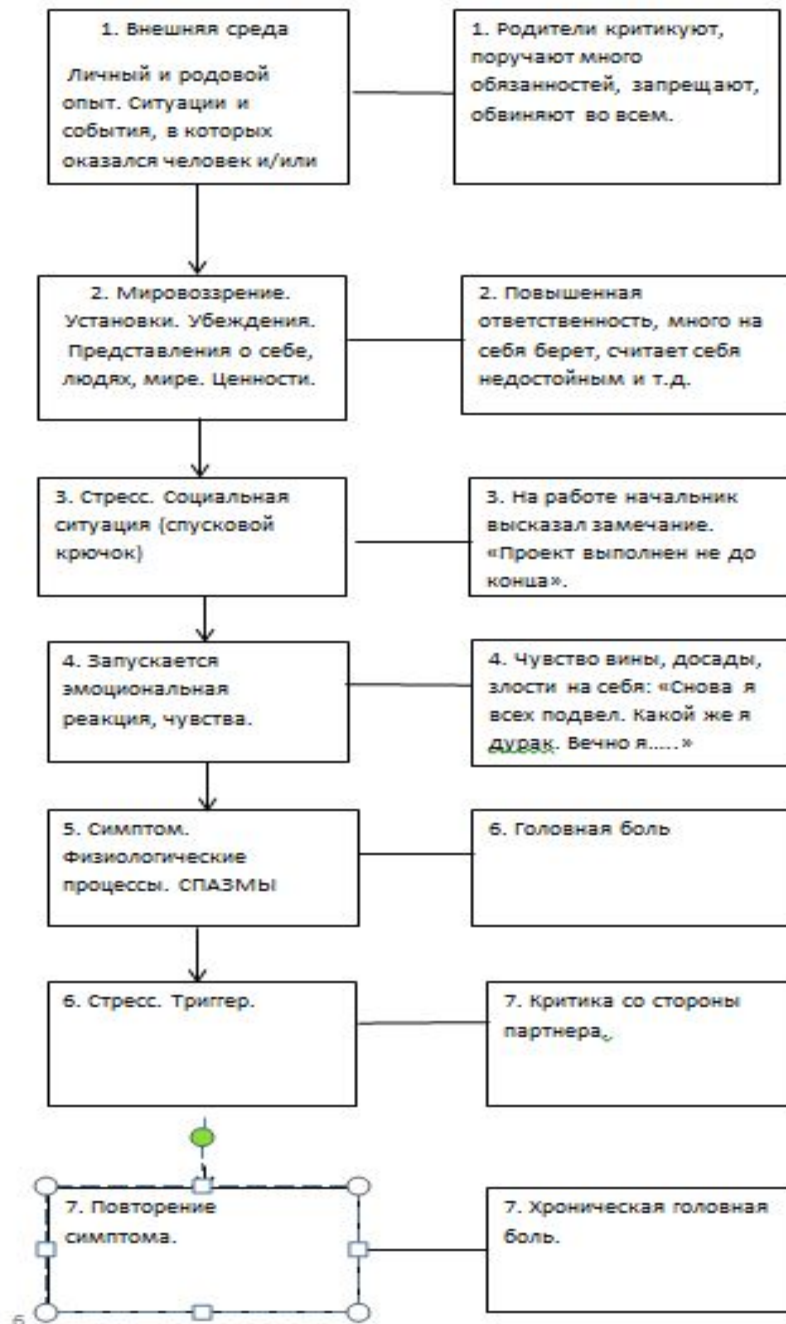 1. Внешняя среда
Личный и родовой
опыт. Ситуации и
события, в которых
оказался человек и/или
1. Родители критикуют,
поручают много
обязанностей, запрещают,
обвиняют во всем.
2. Мировоззрение.
Установки. Убеждения.
Представления о себе,
людях, мире. Ценности.
2. Повышенная
ответственность, много на
себя берет, считает себя
недостойным и т.д.
3. Стресс. Социальная
ситуация (спусковой
крючок)
3. На работе начальник
высказал замечание.
«Проект выполнен не до
конца».
4. Запускается
эмоциональная
реакция, чувства.
4. Чувство вины, досады,
злости на себя: «Снова я
всех подвел. Какой же я
дурак. Вечно я.....»
5. Симптом.
Физиологические
процессы. СПАЗМЫ
6. Головная боль
6. Стресс. Триггер.
7. Критика со стороны
партнера.
7. Повторение
симптома.
7. Хроническая головная
боль.